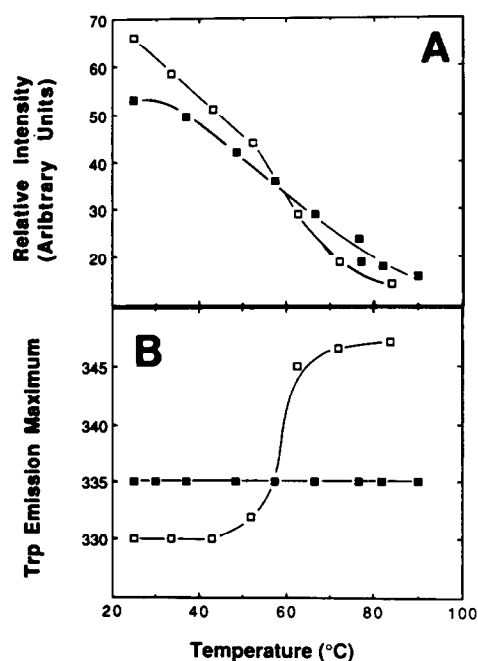 A
Relative Intensity
(Aribtrary Units)
70
60
50
40
30
20
B
Trp Emission Maximum
345
340
335
330
20 40 60 80 100
Temperature (°C)